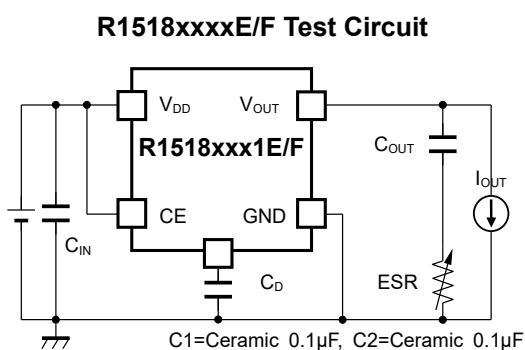 R1518xxxxE/F Test Circuit
VDD VOUT
R1518xxx1E/F
COUT
IOUT
CE GND
CIN
CD
ESR
C1=Ceramic 0.1µF, C2=Ceramic 0.1µF